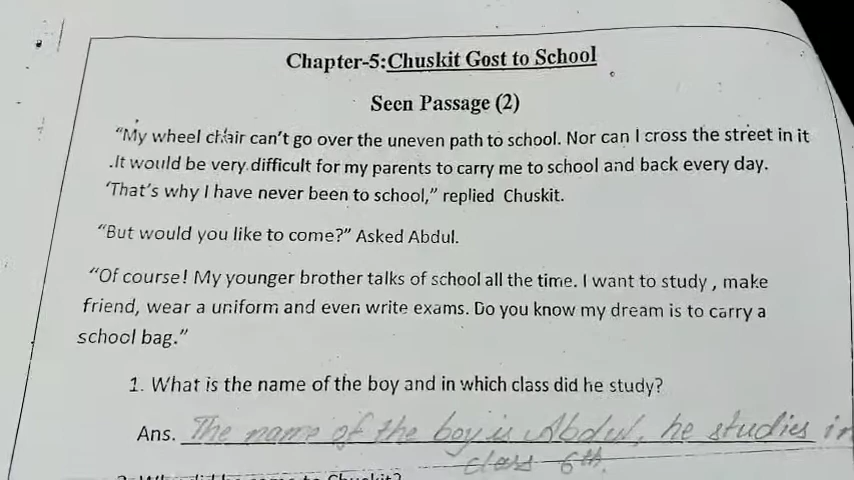 Chapter-5:Chuskit Gost to School
Seen Passage (2)
"My wheel chair can't go over the uneven path to school. Nor can I cross the street in it
.It would be very difficult for my parents to carry me to school and back every day.
'That's why I have never been to school," replied Chuskit.
"But would you like to come?" Asked Abdul.
"Of course! My younger brother talks of school all the time. I want to study , make
friend, wear a uniform and even write exams. Do you know my dream is to carry a
school bag."
1. What is the name of the boy and in which class did he study?
Ans. The name of the boy is Abdul, he studies in
class 6th.
to Chuskit?